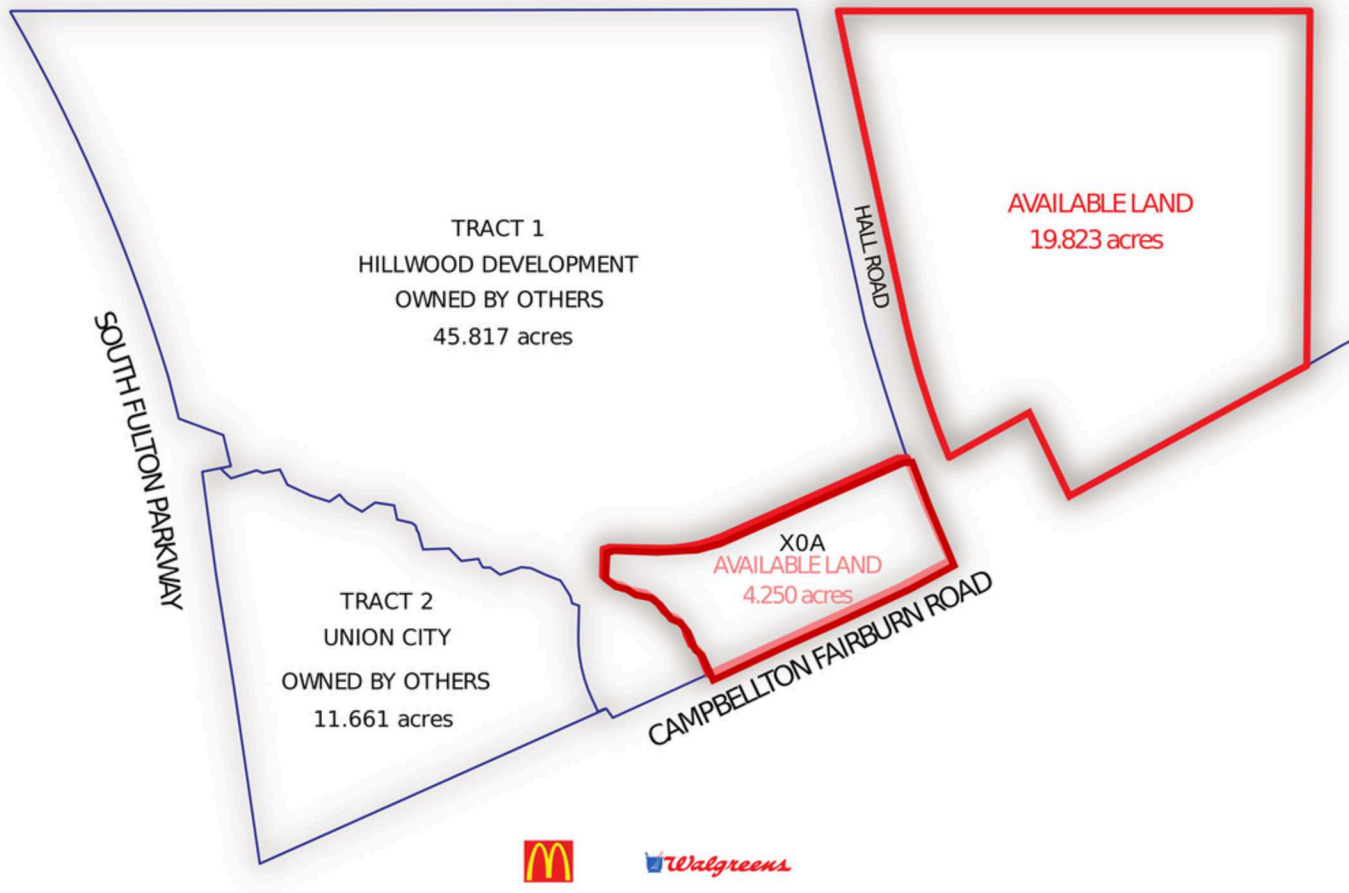 TRACT 1
HILLWOOD DEVELOPMENT
OWNED BY OTHERS
45.817 acres
HALL ROAD
AVAILABLE LAND
19.823 acres
SOUTH FULTON PARKWAY
X0A
AVAILABLE LAND
4.250 acres
TRACT 2
UNION CITY
OWNED BY OTHERS
11.661 acres
CAMPBELLTON FAIRBURN ROAD
Walgreens